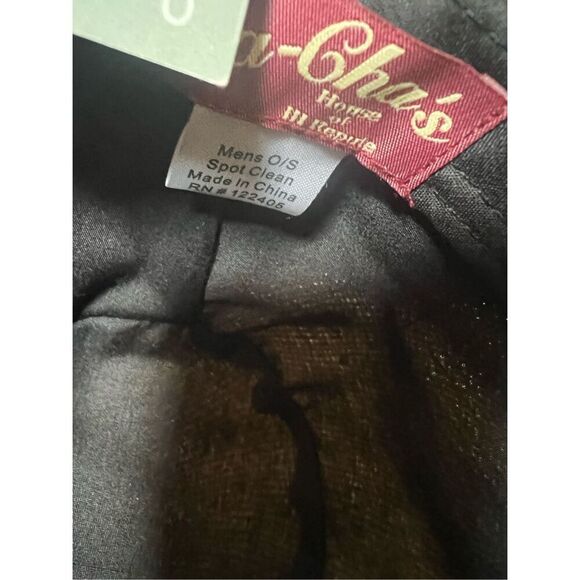 a-Cha's
House
of
Ill Repute
Mens O/S
Spot Clean
Made in China
RN # 122405